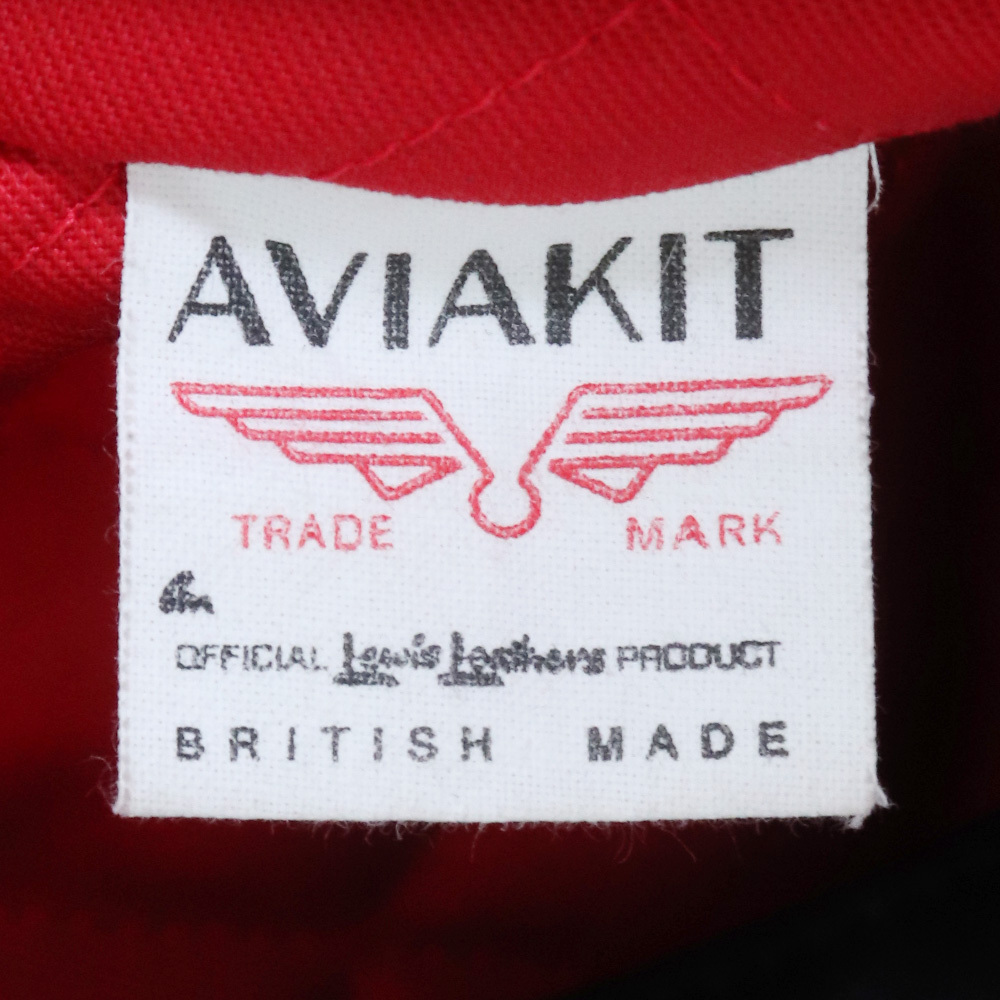 AVIAKIT
TRADE MARK
OFFICIAL Lewis Leathers PRODUCT
BRITISH MADE